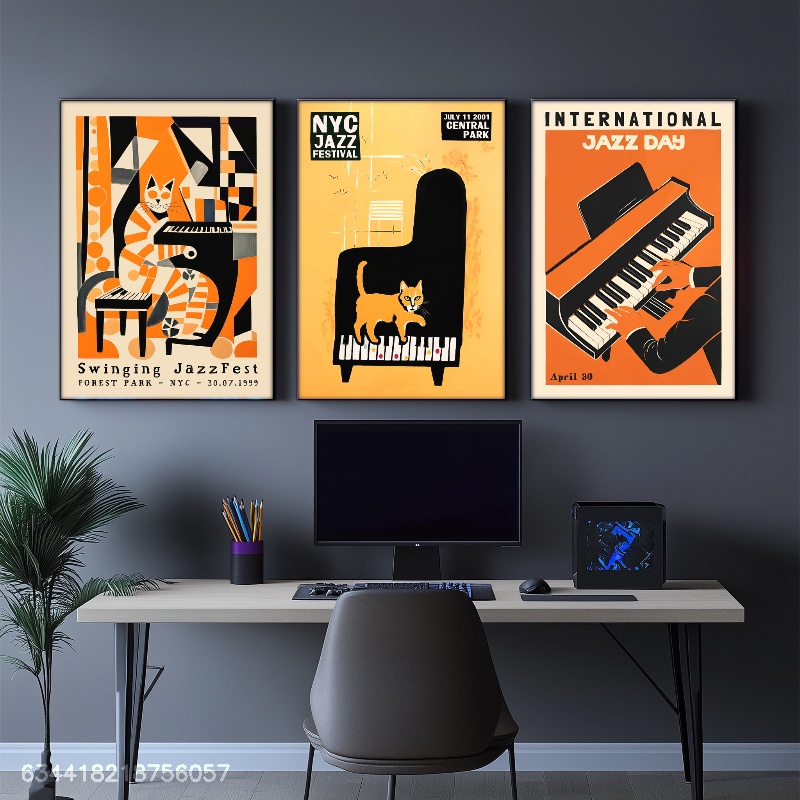 Swinging JazzFest
FOREST PARK - NYC - 30.07.1999
NYC
JAZZ
FESTIVAL
JULY 11 2001
CENTRAL
PARK
INTERNATIONAL
JAZZ DAY
April 30
634418218756057